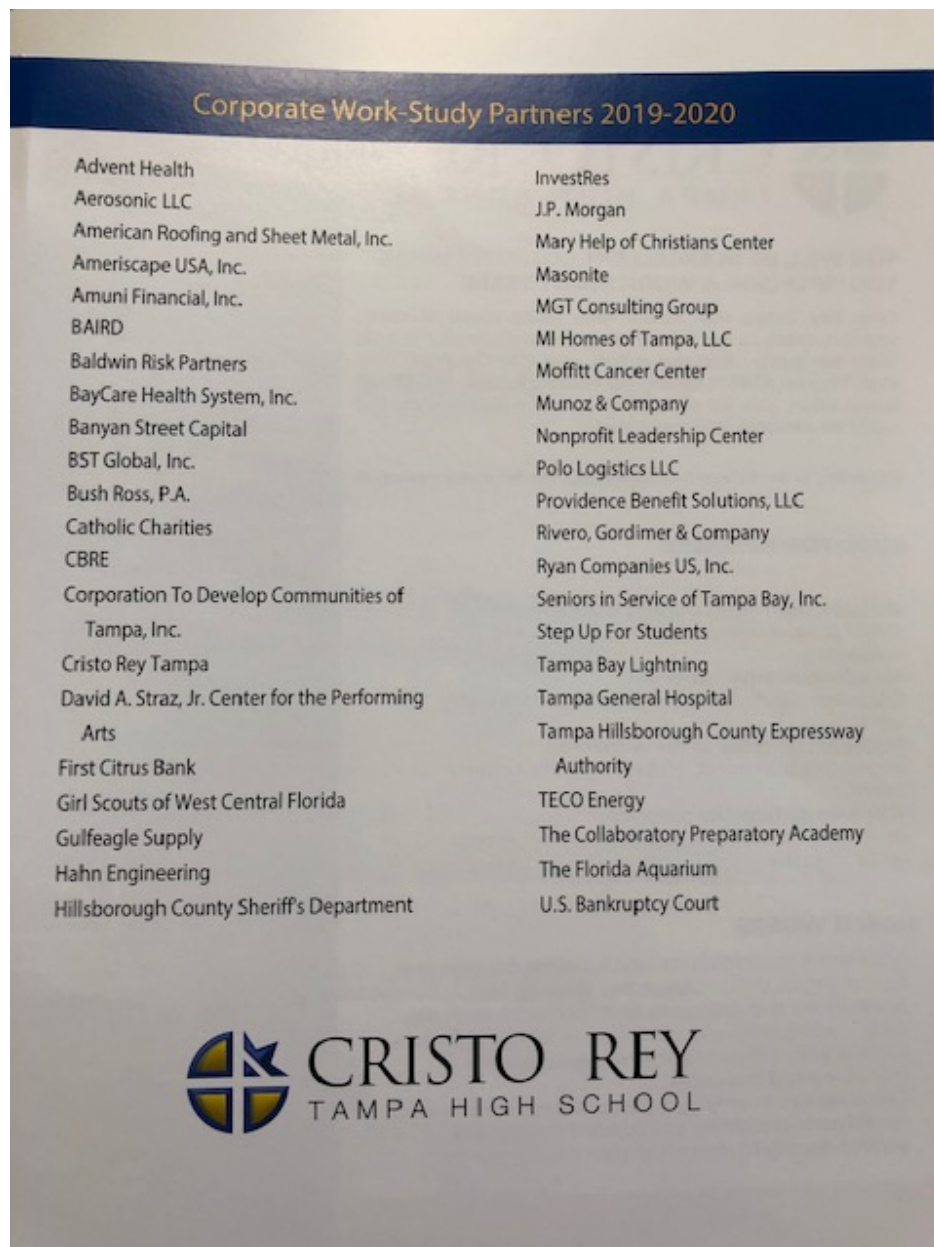 Corporate Work-Study Partners 2019-2020
Advent Health
Aerosonic LLC
American Roofing and Sheet Metal, Inc.
Ameriscape USA, Inc.
Amuni Financial, Inc.
BAIRD
Baldwin Risk Partners
BayCare Health System, Inc.
Banyan Street Capital
BST Global, Inc.
Bush Ross, P.A.
Catholic Charities
CBRE
Corporation To Develop Communities of
Tampa, Inc.
Cristo Rey Tampa
David A. Straz, Jr. Center for the Performing
Arts
First Citrus Bank
Girl Scouts of West Central Florida
Gulfeagle Supply
Hahn Engineering
Hillsborough County Sheriff's Department
InvestRes
J.P. Morgan
Mary Help of Christians Center
Masonite
MGT Consulting Group
MI Homes of Tampa, LLC
Moffitt Cancer Center
Munoz & Company
Nonprofit Leadership Center
Polo Logistics LLC
Providence Benefit Solutions, LLC
Rivero, Gordimer & Company
Ryan Companies US, Inc.
Seniors in Service of Tampa Bay, Inc.
Step Up For Students
Tampa Bay Lightning
Tampa General Hospital
Tampa Hillsborough County Expressway
Authority
TECO Energy
The Collaboratory Preparatory Academy
The Florida Aquarium
U.S. Bankruptcy Court
CRISTO REY
TAMPA HIGH SCHOOL